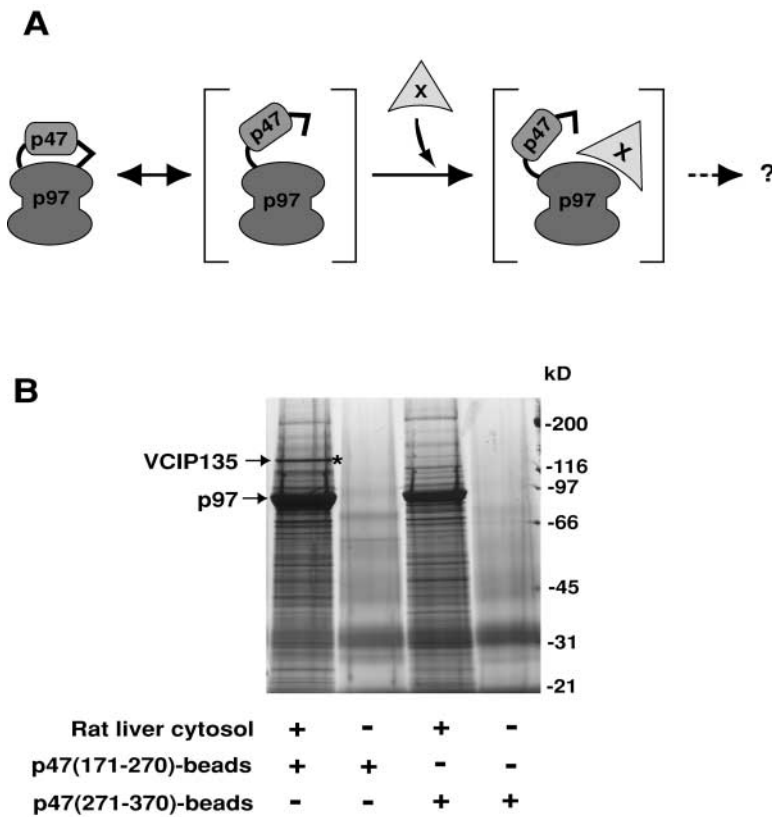 A
p47
p97
p47
p97
X
p47
X
p97
?
B
kD
VCIP135
*
p97
-200
-116
-97
-66
-45
-31
-21
Rat liver cytosol + - + -
p47(171-270)-beads + + - -
p47(271-370)-beads - - + +